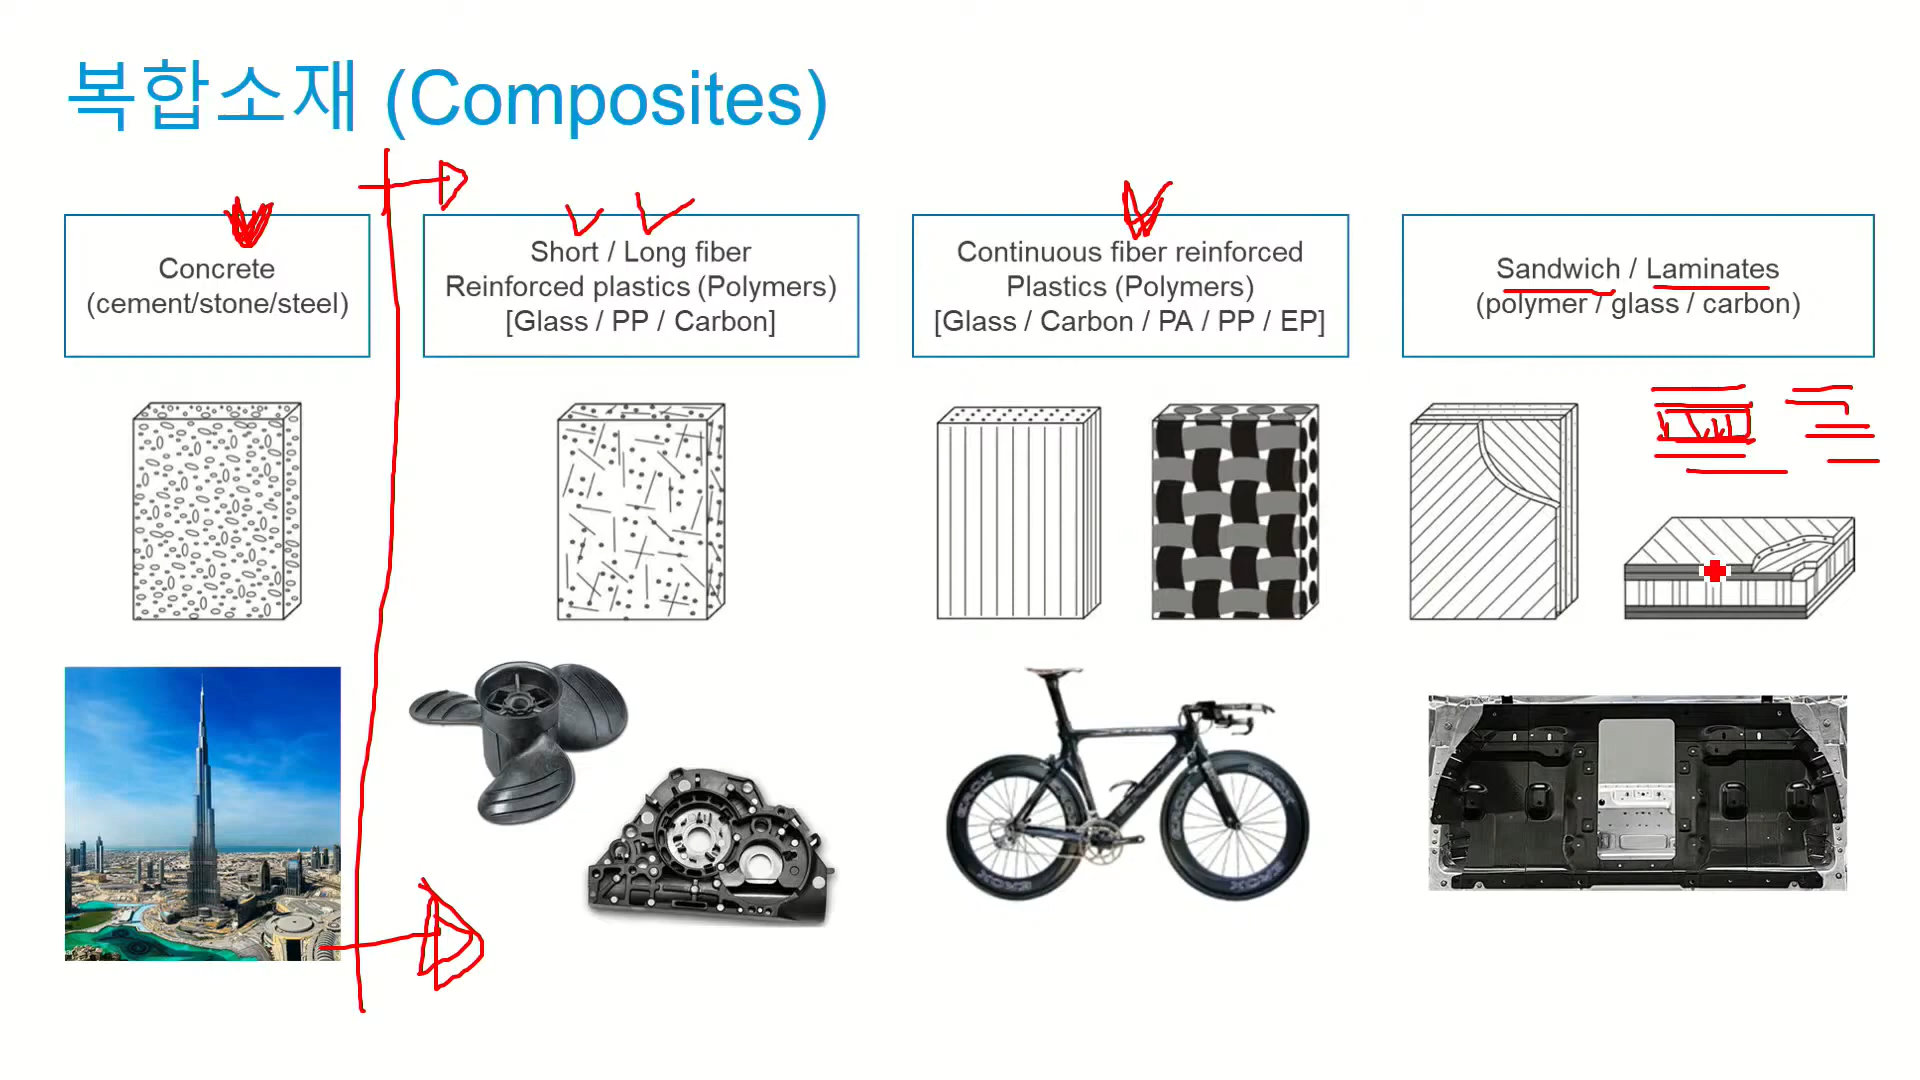 복합소재 (Composites)
Concrete
(cement/stone/steel)
Short / Long fiber
Reinforced plastics (Polymers)
[Glass / PP / Carbon]
Continuous fiber reinforced
Plastics (Polymers)
[Glass / Carbon / PA / PP / EP]
Sandwich / Laminates
(polymer / glass / carbon)